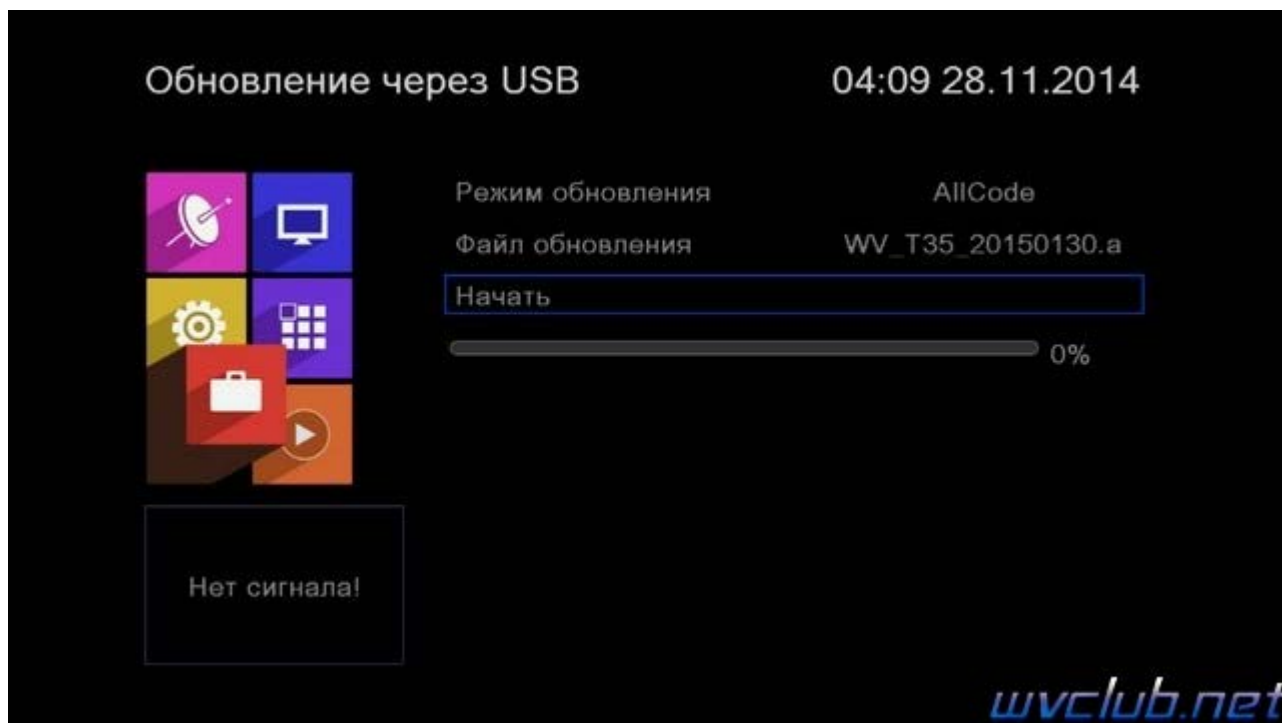 Обновление через USB 04:09 28.11.2014
Режим обновления AllCode
Файл обновления WV_T35_20150130.a
Начать
0%
Нет сигнала!
wvclub.net